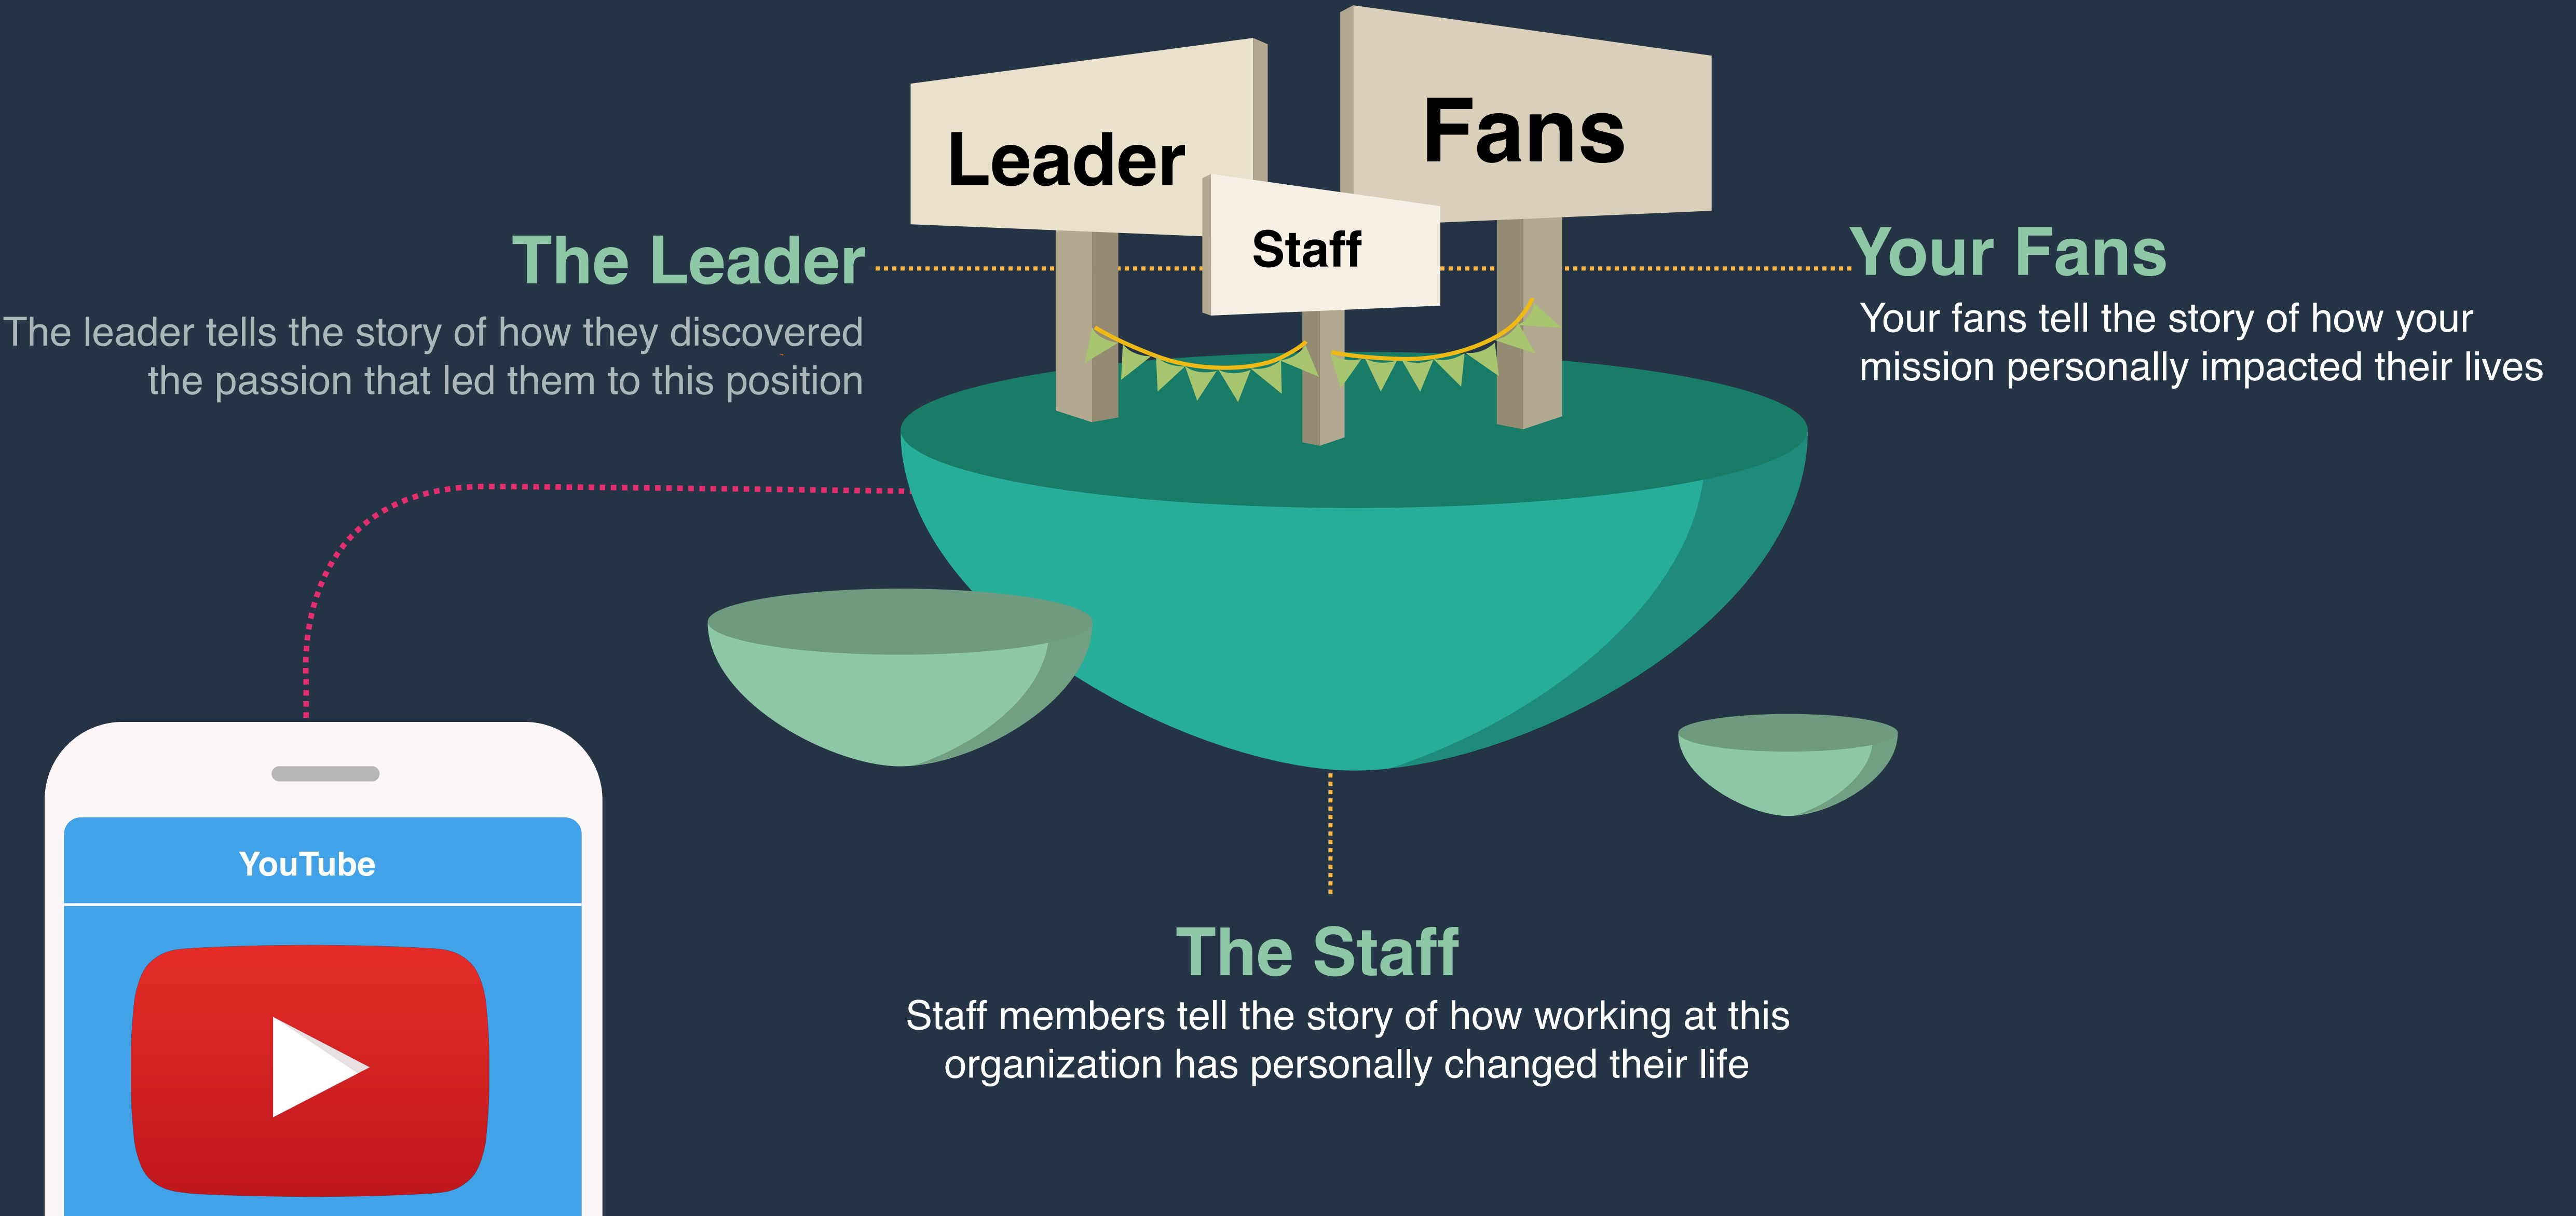 Leader
Fans
Staff
The Leader
The leader tells the story of how they discovered
the passion that led them to this position
Your Fans
Your fans tell the story of how your
mission personally impacted their lives
YouTube
The Staff
Staff members tell the story of how working at this
organization has personally changed their life